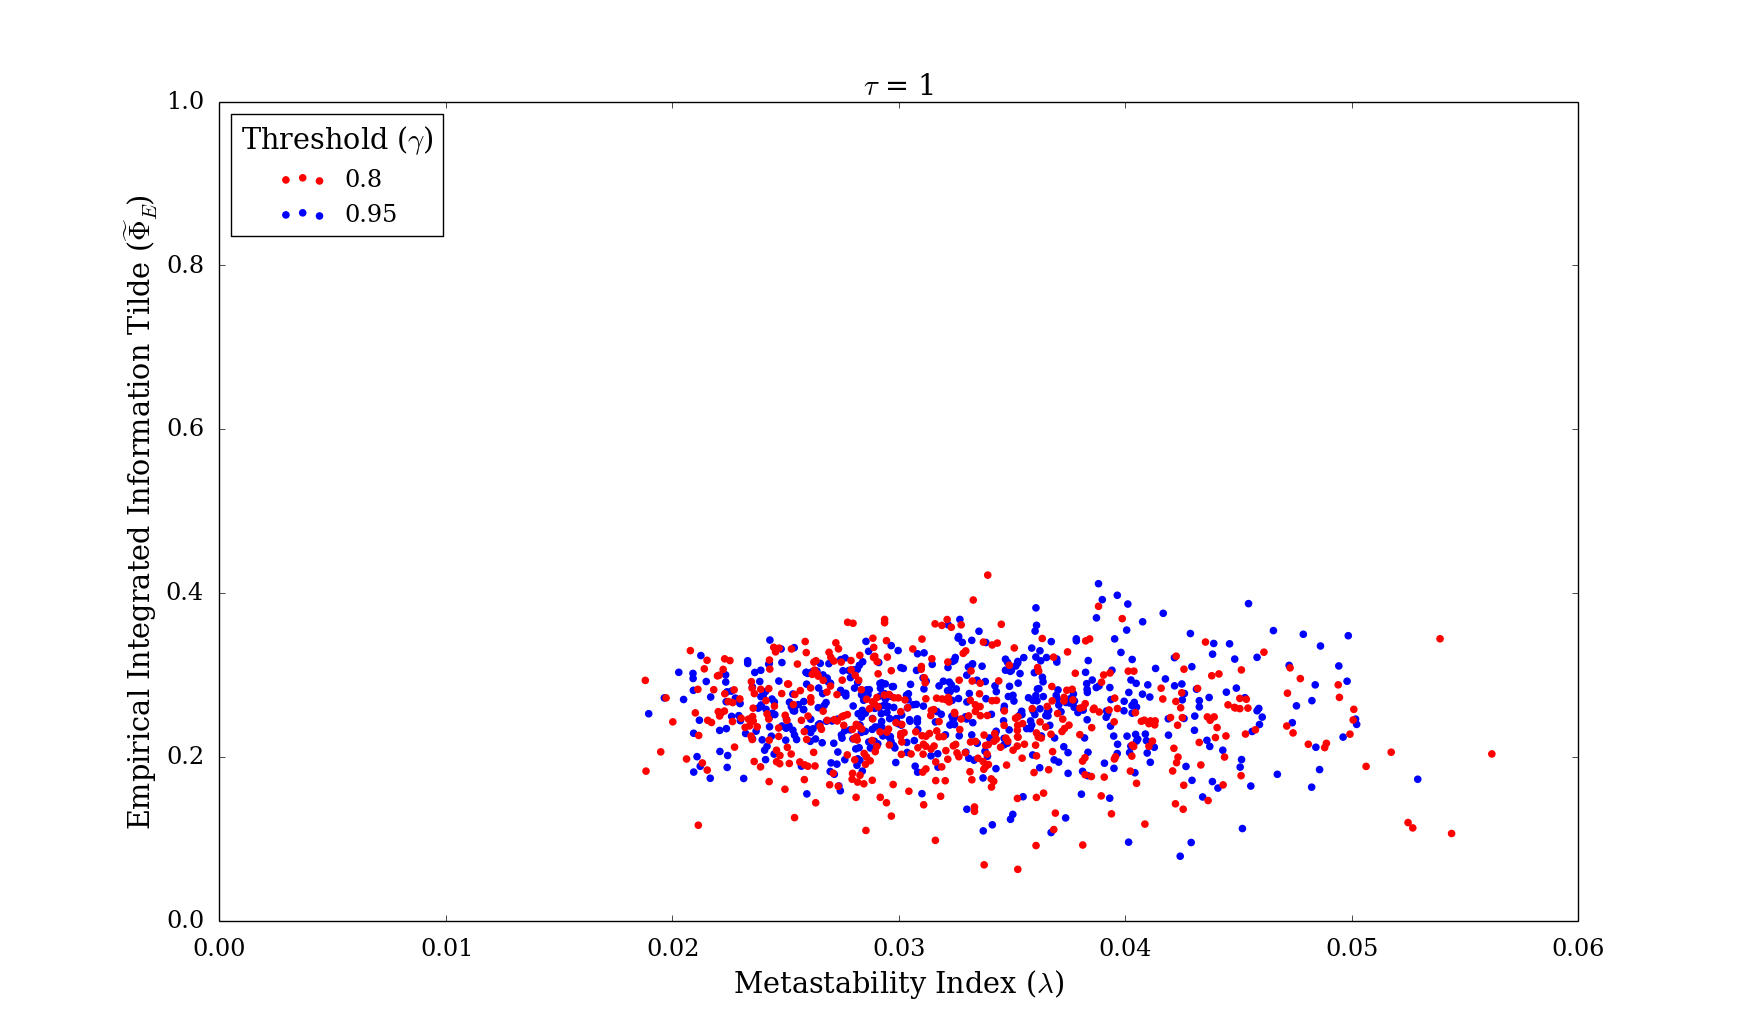 τ = 1
Threshold (γ)
0.8
0.95
1.0
0.8
0.6
0.4
0.2
0.0
Empirical Integrated Information Tilde (Φ̃_E)
0.00 0.01 0.02 0.03 0.04 0.05 0.06
Metastability Index (λ)